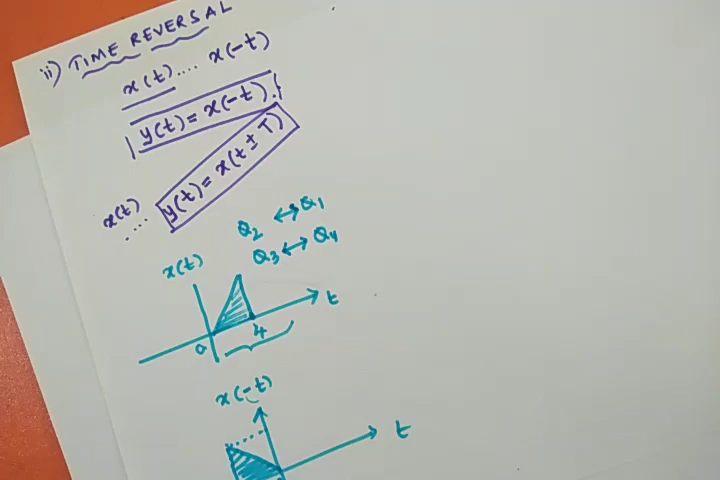 ii) TIME REVERSAL
x(t).... x(-t)
y(t) = x(-t).
x(t) .... y(t) = x(t ± T)
Q2 ↔ Q1
Q3 ↔ Q4
x(t)
t
0 4
x(-t)
t